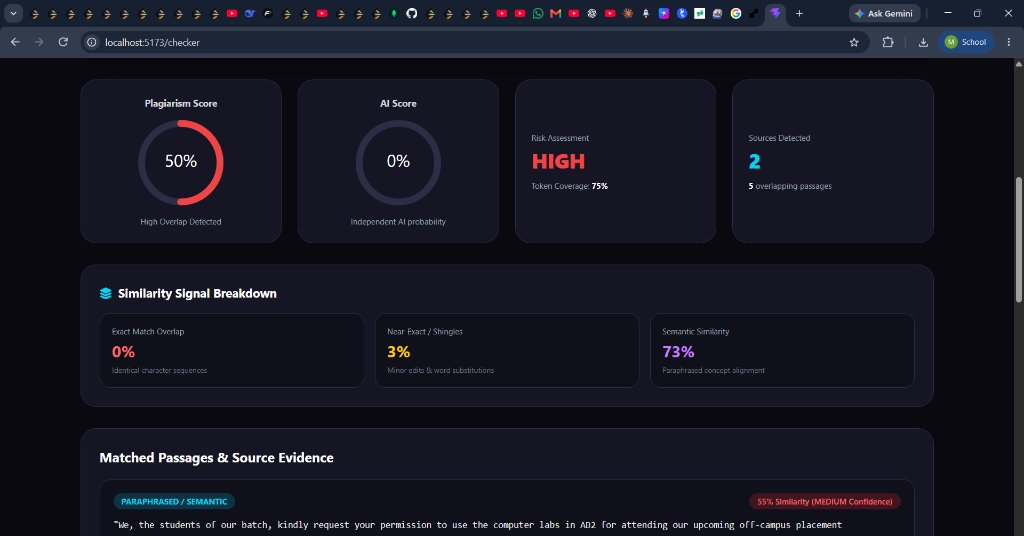 Ask Gemini
localhost:5173/checker
M School
Plagiarism Score
50%
High Overlap Detected
AI Score
0%
Independent AI probability
Risk Assessment
HIGH
Token Coverage: 75%
Sources Detected
2
5 overlapping passages
Similarity Signal Breakdown
Exact Match Overlap
0%
Identical character sequences
Near-Exact / Shingles
3%
Minor edits & word substitutions
Semantic Similarity
73%
Paraphrased concept alignment
Matched Passages & Source Evidence
PARAPHRASED / SEMANTIC
55% Similarity (MEDIUM Confidence)
"We, the students of our batch, kindly request your permission to use the computer labs in AD2 for attending our upcoming off-campus placement